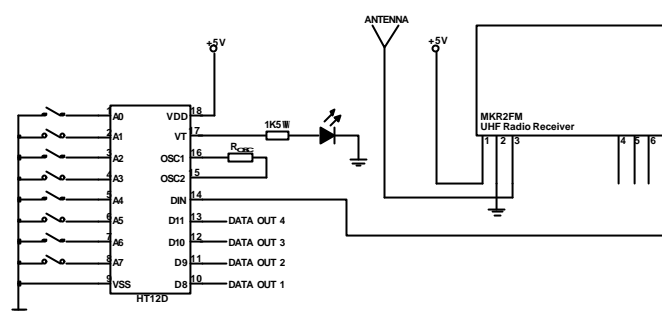 ANTENNA
+5V
+5V
1 A0 VDD 18
2 A1 VT 17
1K5
3 A2 OSC1 16
4 A3 OSC2 15
5 A4 DIN 14
6 A5 D11 13 DATA OUT 4
7 A6 D10 12 DATA OUT 3
8 A7 D9 11 DATA OUT 2
9 VSS D8 10 DATA OUT 1
HT12D
MKR2FM
UHF Radio Receiver
1 2 3 4 5 6